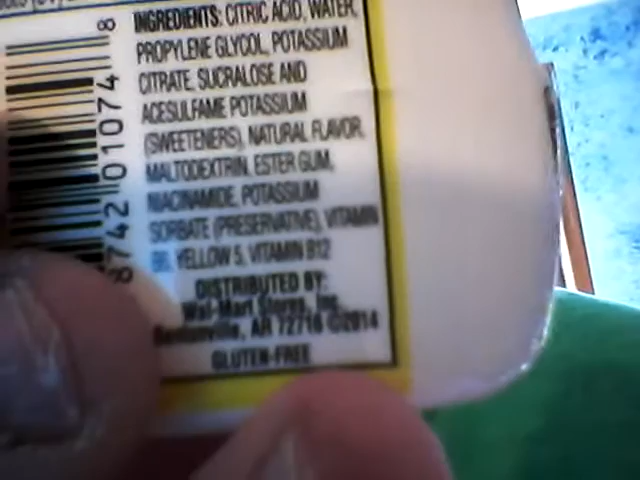 INGREDIENTS: CITRIC ACID, WATER,
PROPYLENE GLYCOL, POTASSIUM
CITRATE, SUCRALOSE AND
ACESULFAME POTASSIUM
(SWEETENERS), NATURAL FLAVOR,
MALTODEXTRIN, ESTER GUM,
NIACINAMIDE, POTASSIUM
SORBATE (PRESERVATIVE), VITAMIN
B6, YELLOW 5, VITAMIN B12
DISTRIBUTED BY:
Wal-Mart Stores, Inc.
Bentonville, AR 72716 ©2014
GLUTEN-FREE
8742 01074 8